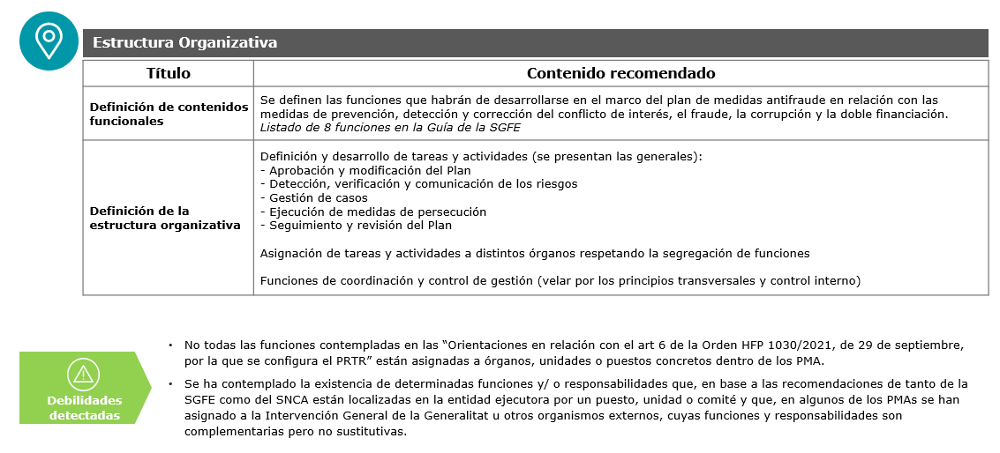 Estructura Organizativa
Título
Contenido recomendado
Definición de contenidos
funcionales
Se definen las funciones que habrán de desarrollarse en el marco del plan de medidas antifraude en relación con las
medidas de prevención, detección y corrección del conflicto de interés, el fraude, la corrupción y la doble financiación.
Listado de 8 funciones en la Guía de la SGFE
Definición de la
estructura organizativa
Definición y desarrollo de tareas y actividades (se presentan las generales):
- Aprobación y modificación del Plan
- Detección, verificación y comunicación de los riesgos
- Gestión de casos
- Ejecución de medidas de persecución
- Seguimiento y revisión del Plan
Asignación de tareas y actividades a distintos órganos respetando la segregación de funciones
Funciones de coordinación y control de gestión (velar por los principios transversales y control interno)
Debilidades
detectadas
• No todas las funciones contempladas en las “Orientaciones en relación con el art 6 de la Orden HFP 1030/2021, de 29 de septiembre,
por la que se configura el PRTR” están asignadas a órganos, unidades o puestos concretos dentro de los PMA.
• Se ha contemplado la existencia de determinadas funciones y/ o responsabilidades que, en base a las recomendaciones de tanto de la
SGFE como del SNCA están localizadas en la entidad ejecutora por un puesto, unidad o comité y que, en algunos de los PMAs se han
asignado a la Intervención General de la Generalitat u otros organismos externos, cuyas funciones y responsabilidades son
complementarias pero no sustitutivas.